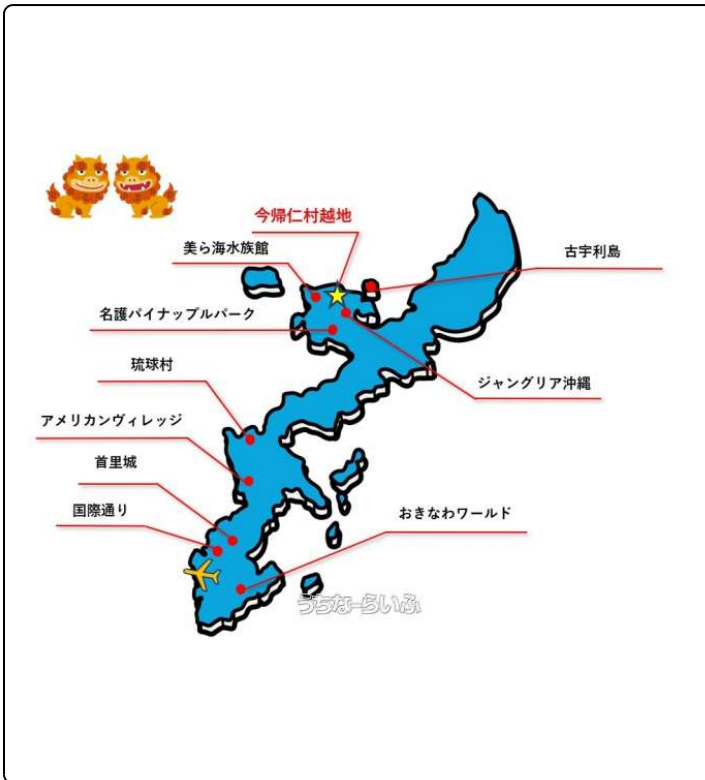 今帰仁村越地
美ら海水族館
古宇利島
名護パイナップルパーク
琉球村
ジャングリア沖縄
アメリカンヴィレッジ
首里城
国際通り
おきなわワールド
うちなーらいふ